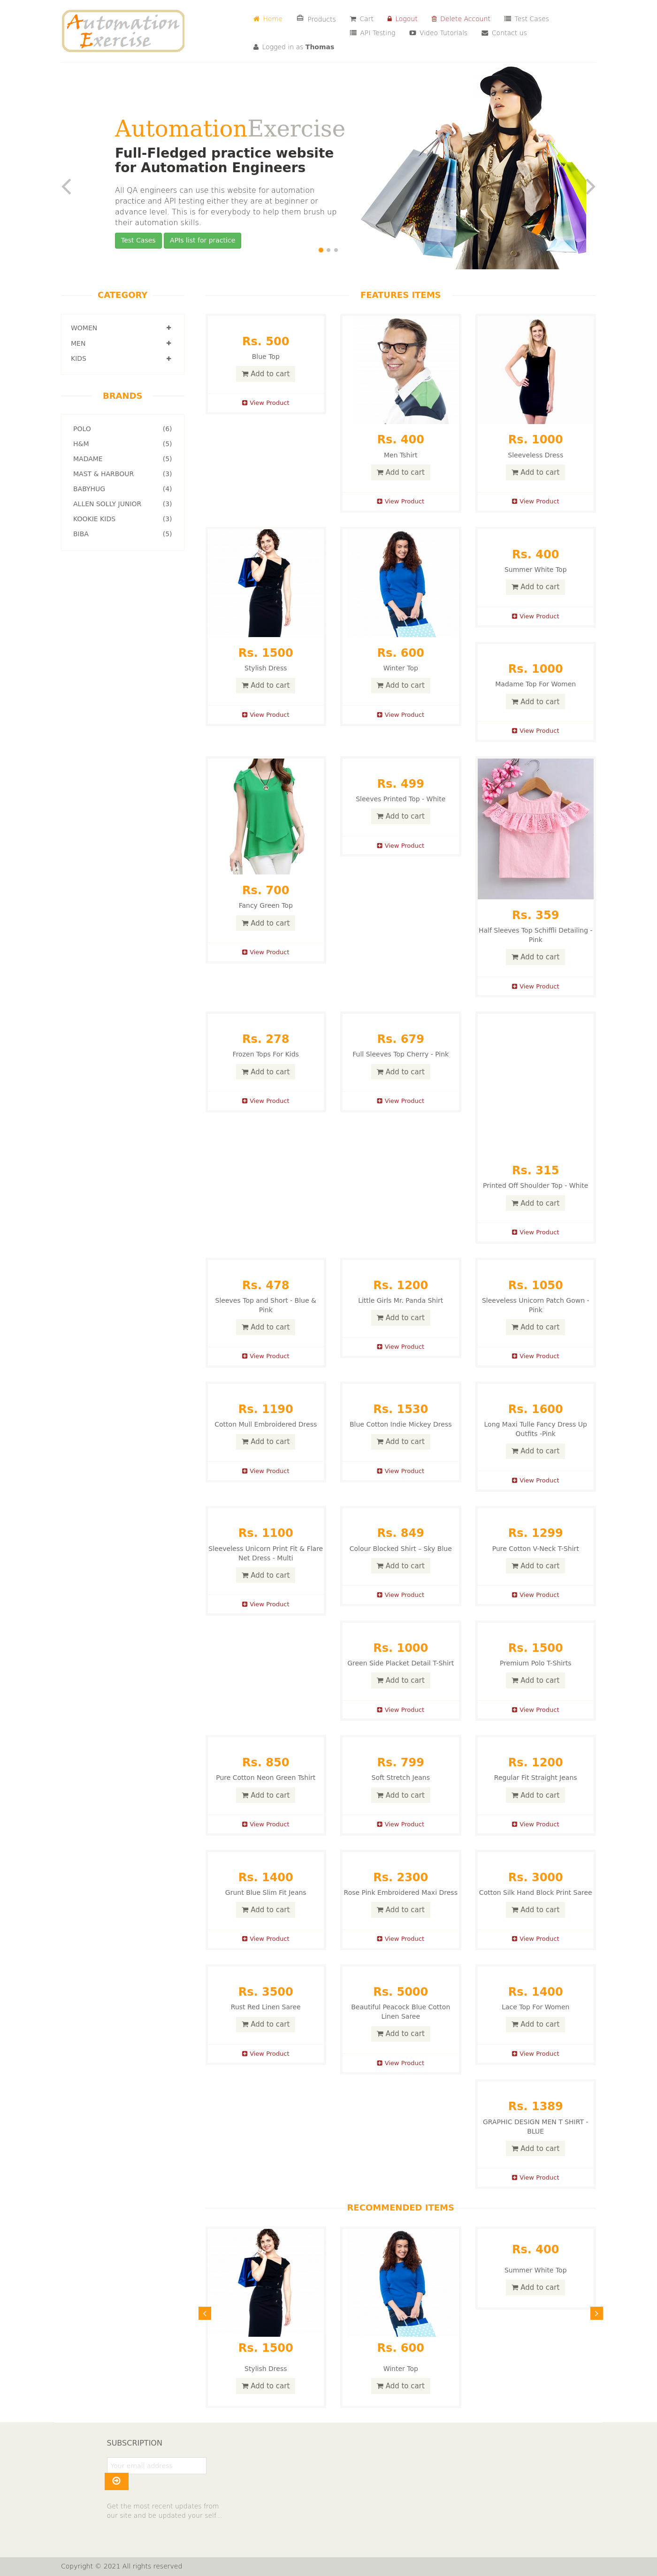 Automation
Exercise
Home
Products
Cart
Logout
Delete Account
Test Cases
API Testing
Video Tutorials
Contact us
Logged in as Thomas
AutomationExercise
Full-Fledged practice website
for Automation Engineers
All QA engineers can use this website for automation
practice and API testing either they are at beginner or
advance level. This is for everybody to help them brush up
their automation skills.
Test Cases
APIs list for practice
CATEGORY
WOMEN
MEN
KIDS
BRANDS
POLO (6)
H&M (5)
MADAME (5)
MAST & HARBOUR (3)
BABYHUG (4)
ALLEN SOLLY JUNIOR (3)
KOOKIE KIDS (3)
BIBA (5)
FEATURES ITEMS
Rs. 500
Blue Top
Add to cart
View Product
Rs. 400
Men Tshirt
Add to cart
View Product
Rs. 1000
Sleeveless Dress
Add to cart
View Product
Rs. 1500
Stylish Dress
Add to cart
View Product
Rs. 600
Winter Top
Add to cart
View Product
Rs. 400
Summer White Top
Add to cart
View Product
Rs. 1000
Madame Top For Women
Add to cart
View Product
Rs. 700
Fancy Green Top
Add to cart
View Product
Rs. 499
Sleeves Printed Top - White
Add to cart
View Product
Rs. 359
Half Sleeves Top Schiffli Detailing -
Pink
Add to cart
View Product
Rs. 278
Frozen Tops For Kids
Add to cart
View Product
Rs. 679
Full Sleeves Top Cherry - Pink
Add to cart
View Product
Rs. 315
Printed Off Shoulder Top - White
Add to cart
View Product
Rs. 478
Sleeves Top and Short - Blue &
Pink
Add to cart
View Product
Rs. 1200
Little Girls Mr. Panda Shirt
Add to cart
View Product
Rs. 1050
Sleeveless Unicorn Patch Gown -
Pink
Add to cart
View Product
Rs. 1190
Cotton Mull Embroidered Dress
Add to cart
View Product
Rs. 1530
Blue Cotton Indie Mickey Dress
Add to cart
View Product
Rs. 1600
Long Maxi Tulle Fancy Dress Up
Outfits -Pink
Add to cart
View Product
Rs. 1100
Sleeveless Unicorn Print Fit & Flare
Net Dress - Multi
Add to cart
View Product
Rs. 849
Colour Blocked Shirt – Sky Blue
Add to cart
View Product
Rs. 1299
Pure Cotton V-Neck T-Shirt
Add to cart
View Product
Rs. 1000
Green Side Placket Detail T-Shirt
Add to cart
View Product
Rs. 1500
Premium Polo T-Shirts
Add to cart
View Product
Rs. 850
Pure Cotton Neon Green Tshirt
Add to cart
View Product
Rs. 799
Soft Stretch Jeans
Add to cart
View Product
Rs. 1200
Regular Fit Straight Jeans
Add to cart
View Product
Rs. 1400
Grunt Blue Slim Fit Jeans
Add to cart
View Product
Rs. 2300
Rose Pink Embroidered Maxi Dress
Add to cart
View Product
Rs. 3000
Cotton Silk Hand Block Print Saree
Add to cart
View Product
Rs. 3500
Rust Red Linen Saree
Add to cart
View Product
Rs. 5000
Beautiful Peacock Blue Cotton
Linen Saree
Add to cart
View Product
Rs. 1400
Lace Top For Women
Add to cart
View Product
Rs. 1389
GRAPHIC DESIGN MEN T SHIRT -
BLUE
Add to cart
View Product
RECOMMENDED ITEMS
Rs. 1500
Stylish Dress
Add to cart
Rs. 600
Winter Top
Add to cart
Rs. 400
Summer White Top
Add to cart
SUBSCRIPTION
Your email address
Get the most recent updates from
our site and be updated your self...
Copyright © 2021 All rights reserved